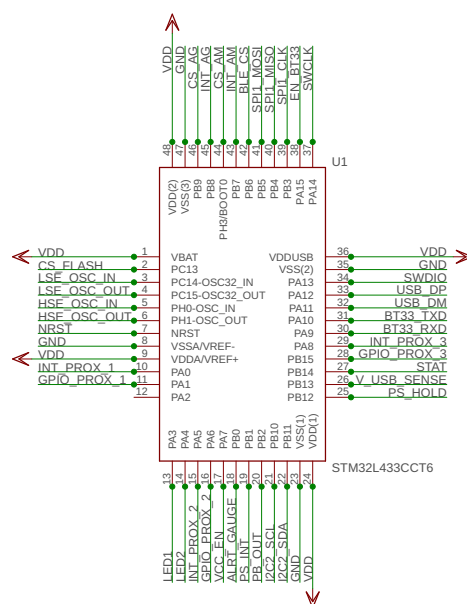 VDD
GND
CS_AG
INT_AG
CS_AM
INT_AM
BLE_CS
SPI1_MOSI
SPI1_MISO
SPI1_CLK
EN_BT33
SWCLK
48
47
46
45
44
43
42
41
40
39
38
37
U1
VDD(2)
VSS(3)
PB9
PB8
PH3/BOOT0
PB7
PB6
PB5
PB4
PB3
PA15
PA14
VDD 1 VBAT
CS_FLASH 2 PC13
LSE_OSC_IN 3 PC14-OSC32_IN
LSE_OSC_OUT 4 PC15-OSC32_OUT
HSE_OSC_IN 5 PH0-OSC_IN
HSE_OSC_OUT 6 PH1-OSC_OUT
NRST 7 NRST
GND 8 VSSA/VREF-
VDD 9 VDDA/VREF+
INT_PROX_1 10 PA0
GPIO_PROX_1 11 PA1
12 PA2
VDDUSB 36 VDD
VSS(2) 35 GND
PA13 34 SWDIO
PA12 33 USB_DP
PA11 32 USB_DM
PA10 31 BT33_TXD
PA9 30 BT33_RXD
PA8 29 INT_PROX_3
PB15 28 GPIO_PROX_3
PB14 27 STAT
PB13 26 V_USB_SENSE
PB12 25 PS_HOLD
PA3
PA4
PA5
PA6
PA7
PB0
PB1
PB2
PB10
PB11
VSS(1)
VDD(1)
STM32L433CCT6
13
14
15
16
17
18
19
20
21
22
23
24
LED1
LED2
INT_PROX_2
GPIO_PROX_2
VCC_EN
ALRT_GAUGE
PS_INT
PB_OUT
I2C2_SCL
I2C2_SDA
GND
VDD